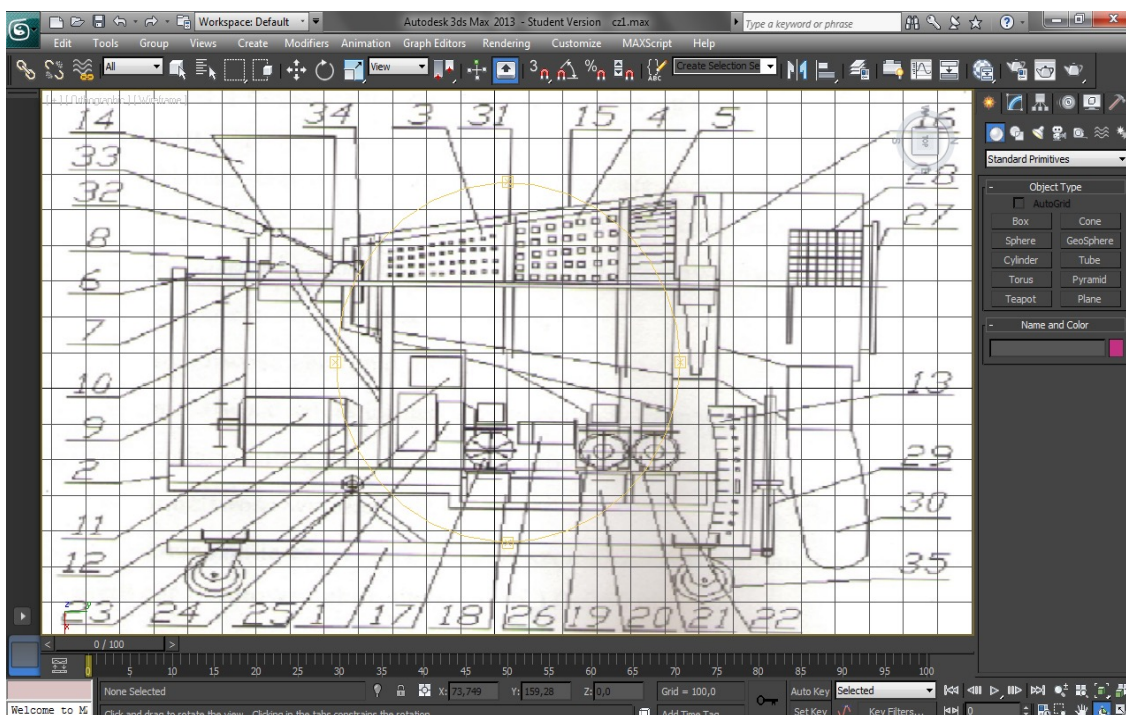 Workspace: Default
Autodesk 3ds Max 2013 - Student Version cz1.max
Type a keyword or phrase
Edit Tools Group Views Create Modifiers Animation Graph Editors Rendering Customize MAXScript Help
All
View
3
Create Selection Se
[ + ] [ Orthographic ] [ Wireframe ]
14 34 3 31 15 4 5 16
33
32 28
8 27
6
7
10 13
9
2 29
11 30
12 35
23 24 25 1 17 18 26 19 20 21 22
TOP
S
N
Standard Primitives
- Object Type
AutoGrid
Box Cone
Sphere GeoSphere
Cylinder Tube
Torus Pyramid
Teapot Plane
- Name and Color
z y
x
< 0 / 100 >
0 5 10 15 20 25 30 35 40 45 50 55 60 65 70 75 80 85 90 95 100
None Selected X: 73,749 Y: 159,28 Z: 0,0 Grid = 100,0 Auto Key Selected
Welcome to M Click and drag to rotate the view. Clicking in the tabs constrains the rotation Add Time Tag Set Key Key Filters... 0